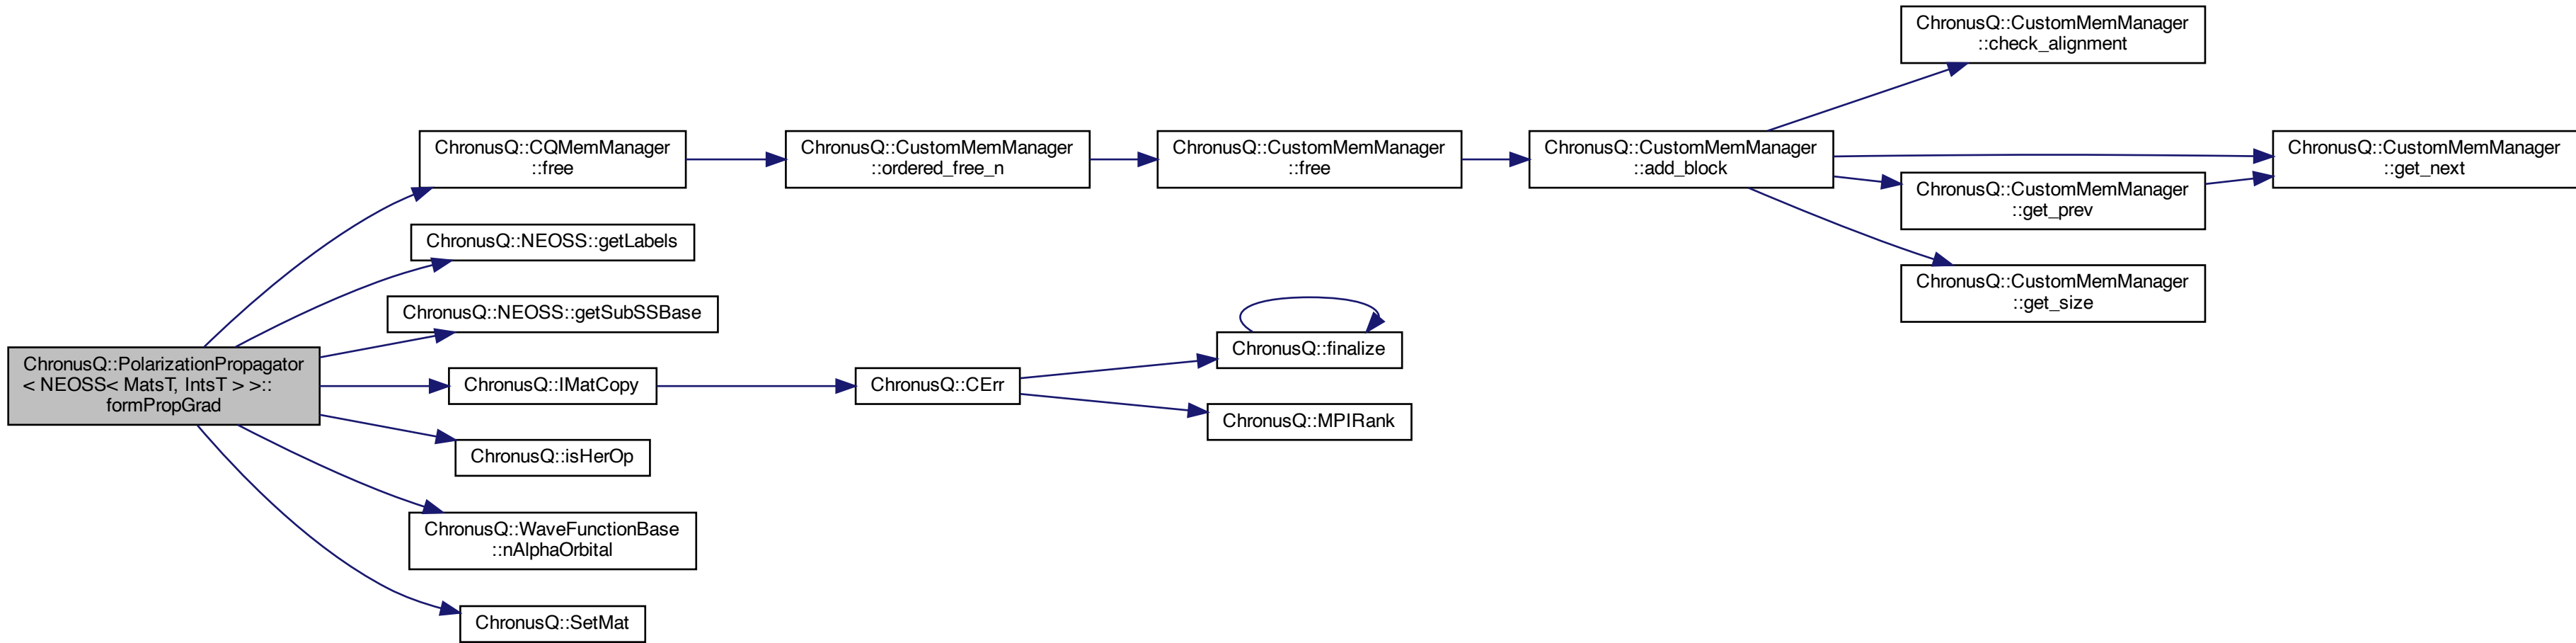 ChronusQ::PolarizationPropagator
< NEOSS< MatsT, IntsT > >::
formPropGrad
ChronusQ::CQMemManager
::free
ChronusQ::CustomMemManager
::ordered_free_n
ChronusQ::CustomMemManager
::free
ChronusQ::CustomMemManager
::add_block
ChronusQ::CustomMemManager
::check_alignment
ChronusQ::CustomMemManager
::get_next
ChronusQ::CustomMemManager
::get_prev
ChronusQ::CustomMemManager
::get_size
ChronusQ::NEOSS::getLabels
ChronusQ::NEOSS::getSubSSBase
ChronusQ::IMatCopy
ChronusQ::CErr
ChronusQ::finalize
ChronusQ::MPIRank
ChronusQ::isHerOp
ChronusQ::WaveFunctionBase
::nAlphaOrbital
ChronusQ::SetMat